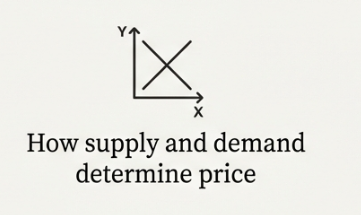 Y
X
How supply and demand
determine price